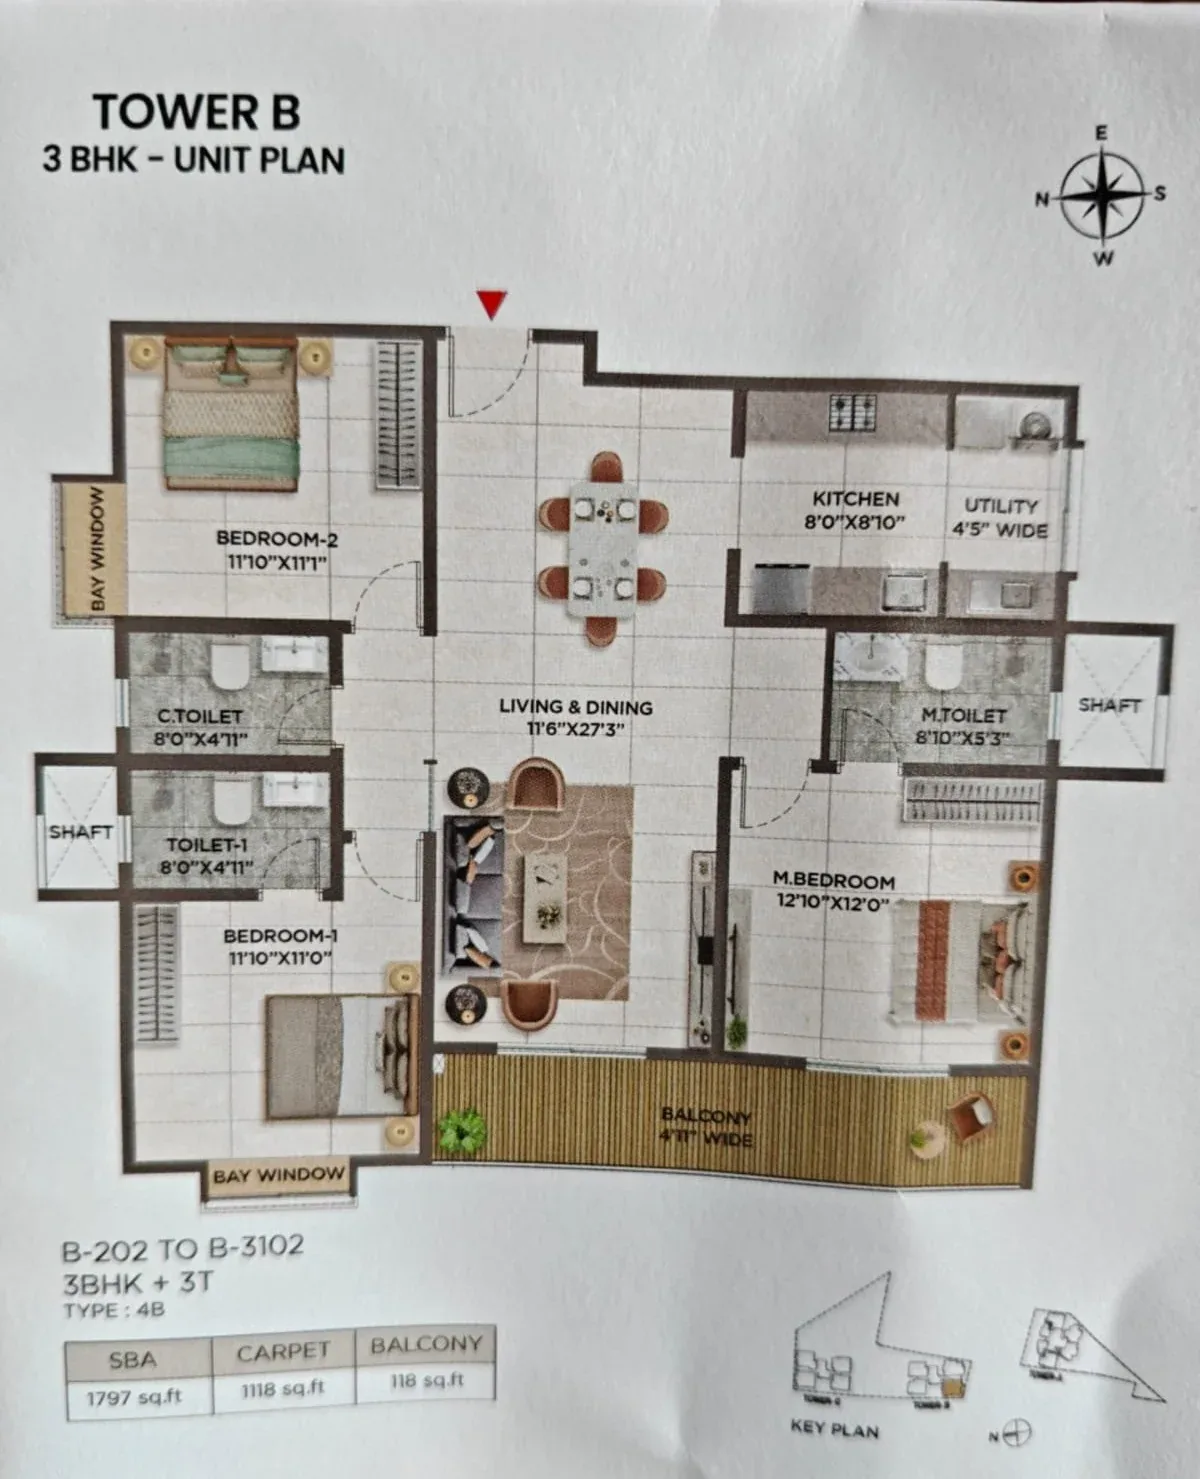 TOWER B
3 BHK - UNIT PLAN
E
N
S
W
BEDROOM-2
11'10"X11'1"
BAY WINDOW
KITCHEN
8'0"X8'10"
UTILITY
4'5" WIDE
C.TOILET
8'0"X4'11"
LIVING & DINING
11'6"X27'3"
M.TOILET
8'10"X5'3"
SHAFT
SHAFT
TOILET-1
8'0"X4'11"
M.BEDROOM
12'10"X12'0"
BEDROOM-1
11'10"X11'0"
BALCONY
4'11" WIDE
BAY WINDOW
B-202 TO B-3102
3BHK + 3T
TYPE : 4B
SBA CARPET BALCONY
1797 sq.ft 1118 sq.ft 118 sq.ft
KEY PLAN
N